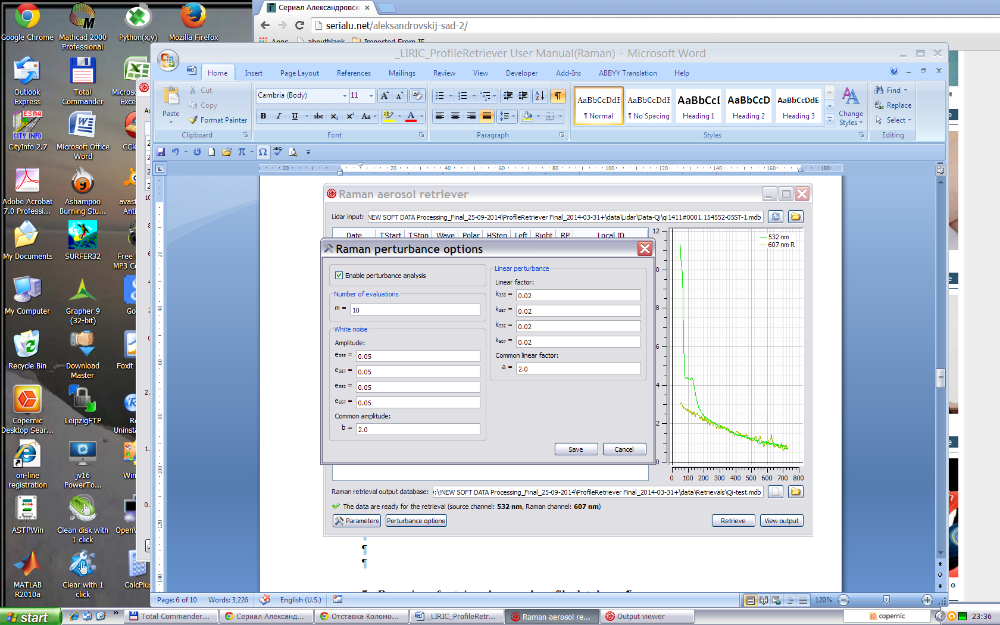 Сериал Александровск
serialu.net/aleksandrovskij-sad-2/
Apps
aboutblank
Imported From IE
Google Chrome
Mathcad 2000 Professional
Python(x,y)
Mozilla Firefox
Outlook Express
Total Commander
CityInfo 2.7
Microsoft Office Word
Adobe Acrobat 7.0 Professi...
Ashampoo Burning Stu...
My Documents
SURFER32
My Computer
Grapher 9 (32-bit)
Recycle Bin
Download Master
Foxit
Copernic Desktop Sear...
LeipzigFTP
on-line registration
jv16 PowerTo...
ASTPWin
Clean disk with 1 click
MATLAB R2010a
Clear with 1 click
CalcPlus
_LIRIC_ProfileRetriever User Manual(Raman) - Microsoft Word
Home Insert Page Layout References Mailings Review View Developer Add-Ins ABBYY Translation Help
Paste
Cut
Copy
Format Painter
Clipboard
Cambria (Body) 11
Font
Paragraph
AaBbCcDdE ¶ Normal
AaBbCcDdE ¶ No Spacing
AaBbCcI Heading 1
AaBbCcD Heading 2
AaBbCcDdE Heading 3
Change Styles
Styles
Find
Replace
Select
Editing
20 20 40 60 80 100 120 140 160 180
Raman aerosol retriever
Lidar input: NEW SOFT DATA Processing_Final_25-09-2014\ProfileRetriever Final_2014-03-31+\data\Lidar\Data-Qi\qi1411#0001.154552-05ST-1.mdb
Date TStart TStop Wave Polar HStep Left Right RP Local ID
Raman perturbance options
Enable perturbance analysis
Number of evaluations
m = 10
White noise
Amplitude:
e355 = 0.05
e387 = 0.05
e532 = 0.05
e607 = 0.05
Common amplitude:
b = 2.0
Linear perturbance
Linear factor:
k355 = 0.02
k387 = 0.02
k532 = 0.02
k607 = 0.02
Common linear factor:
a = 2.0
Save Cancel
532 nm
607 nm R
12
0
8
6
4
2
0
0 100 200 300 400 500 600 700 800
Raman retrieval output database: ):\!NEW SOFT DATA Processing_Final_25-09-2014\ProfileRetriever Final_2014-03-31+\data\Retrievals\Qi-test.mdb
The data are ready for the retrieval (source channel: 532 nm, Raman channel: 607 nm)
Parameters Perturbance options Retrieve View output
¶
¶
Page: 6 of 10 Words: 3,226 English (U.S.) 120%
start
Total Commander...
Сериал Александ...
Отставка Коломо...
_LIRIC_ProfileRetr...
Raman aerosol re...
Output viewer
copernic
23:36